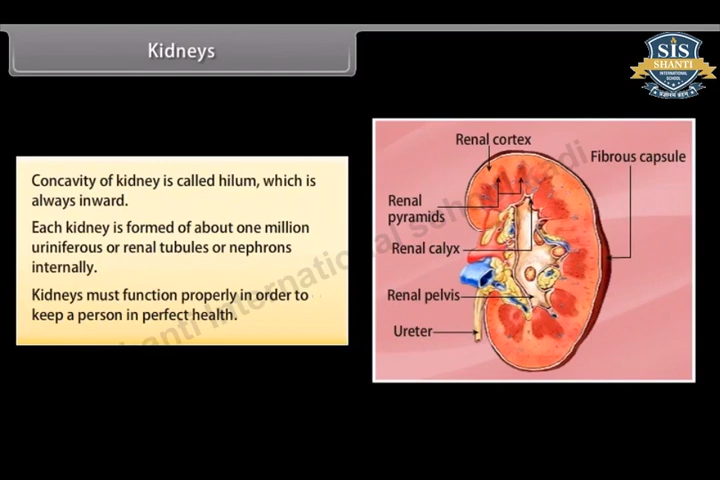 Kidneys
SIS
SHANTI
INTERNATIONAL
SCHOOL
Concavity of kidney is called hilum, which is
always inward.
Each kidney is formed of about one million
uriniferous or renal tubules or nephrons
internally.
Kidneys must function properly in order to
keep a person in perfect health.
Renal cortex
Fibrous capsule
Renal
pyramids
Renal calyx
Renal pelvis
Ureter